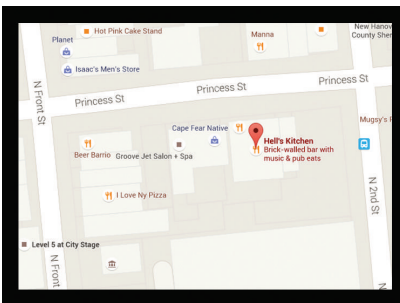 Hot Pink Cake Stand
Planet
Manna
New Hanov
County Sher
Isaac's Men's Store
N Front St
Princess St
Princess St
Princess St
Mugsy's P
Cape Fear Native
Hell's Kitchen
Brick-walled bar with
music & pub eats
Beer Barrio
Groove Jet Salon + Spa
I Love Ny Pizza
N 2nd St
Level 5 at City Stage
N Front
N